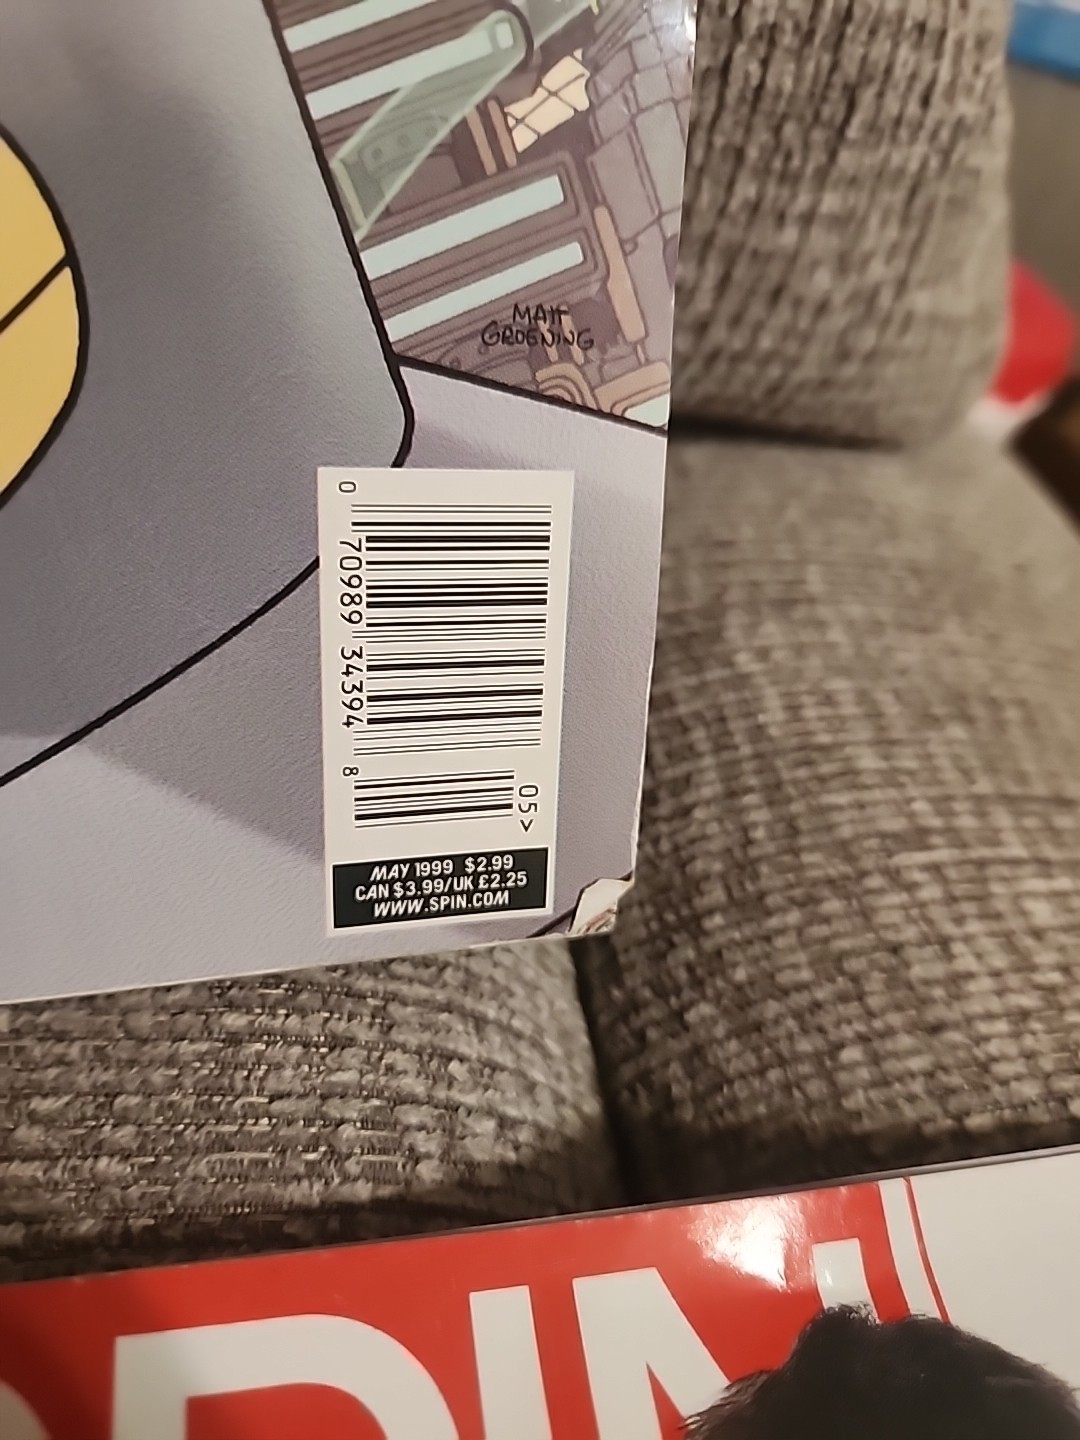 MATT
GROENING
0
70989 34394
8
05>
MAY 1999 $2.99
CAN $3.99/UK £2.25
WWW.SPIN.COM
PIN